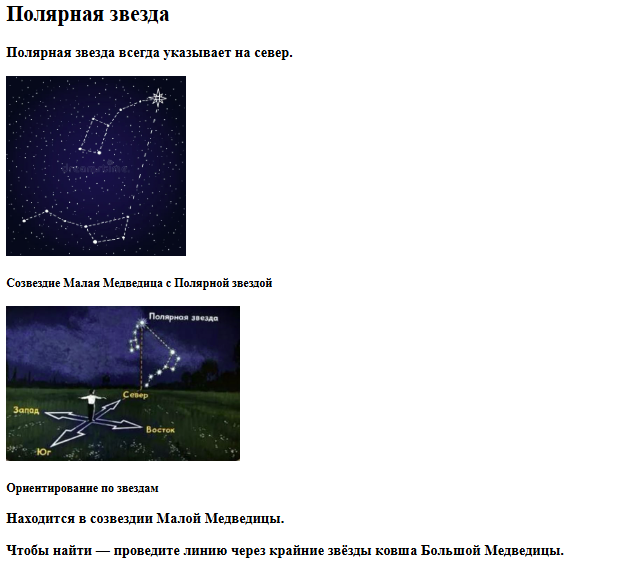 Полярная звезда
Полярная звезда всегда указывает на север.
Созвездие Малая Медведица с Полярной звездой
Полярная звезда
Север
Запад
Восток
Юг
Ориентирование по звездам
Находится в созвездии Малой Медведицы.
Чтобы найти — проведите линию через крайние звёзды ковша Большой Медведицы.